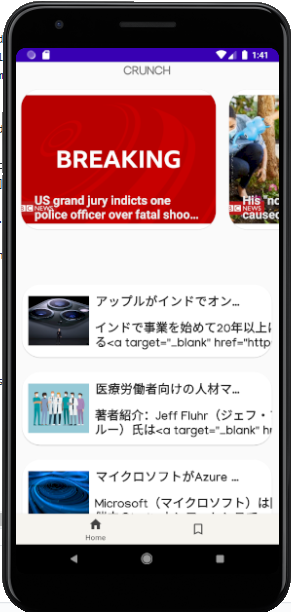 1:41
CRUNCH
BREAKING
US grand jury indicts one
police officer over fatal shoo...
BBC NEWS
His "no
caused
NEWS
アップルがインドでオン...
インドで事業を始めて20年以上
る<a target="_blank" href="http
医療労働者向けの人材マ...
著者紹介：Jeff Fluhr（ジェフ・
ルー）氏は<a target="_blank" h
マイクロソフトがAzure ...
Microsoft（マイクロソフト）は
Home